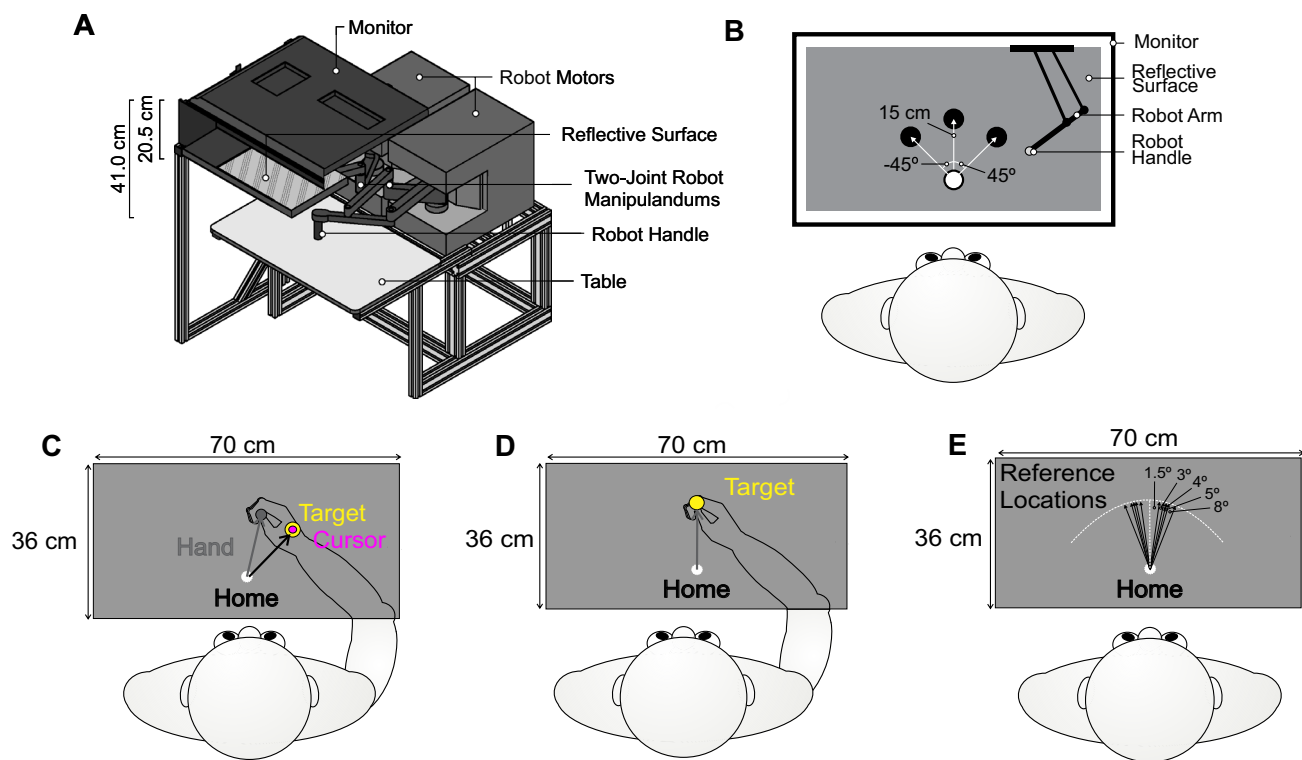 A
Monitor
Robot Motors
Reflective Surface
Two-Joint Robot
Manipulandums
Robot Handle
Table
41.0 cm
20.5 cm
B
Monitor
Reflective
Surface
Robot Arm
Robot
Handle
15 cm
-45º
45º
C
70 cm
36 cm
Target
Cursor
Hand
Home
D
70 cm
36 cm
Target
Home
E
70 cm
36 cm
Reference
Locations
1.5º
3º
4º
5º
8º
Home